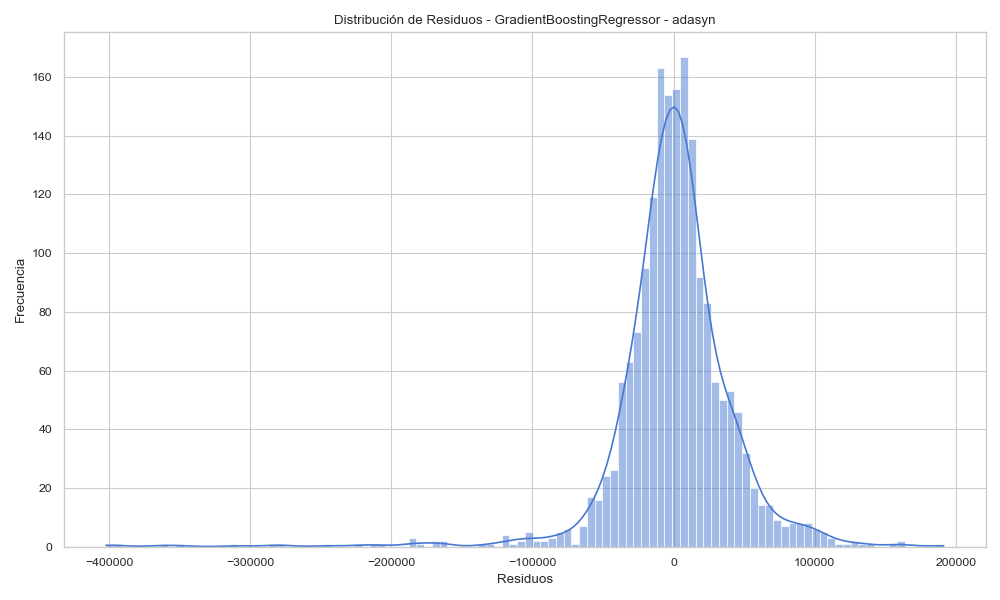 Distribución de Residuos - GradientBoostingRegressor - adasyn
Frecuencia
160
140
120
100
80
60
40
20
0
−400000 −300000 −200000 −100000 0 100000 200000
Residuos